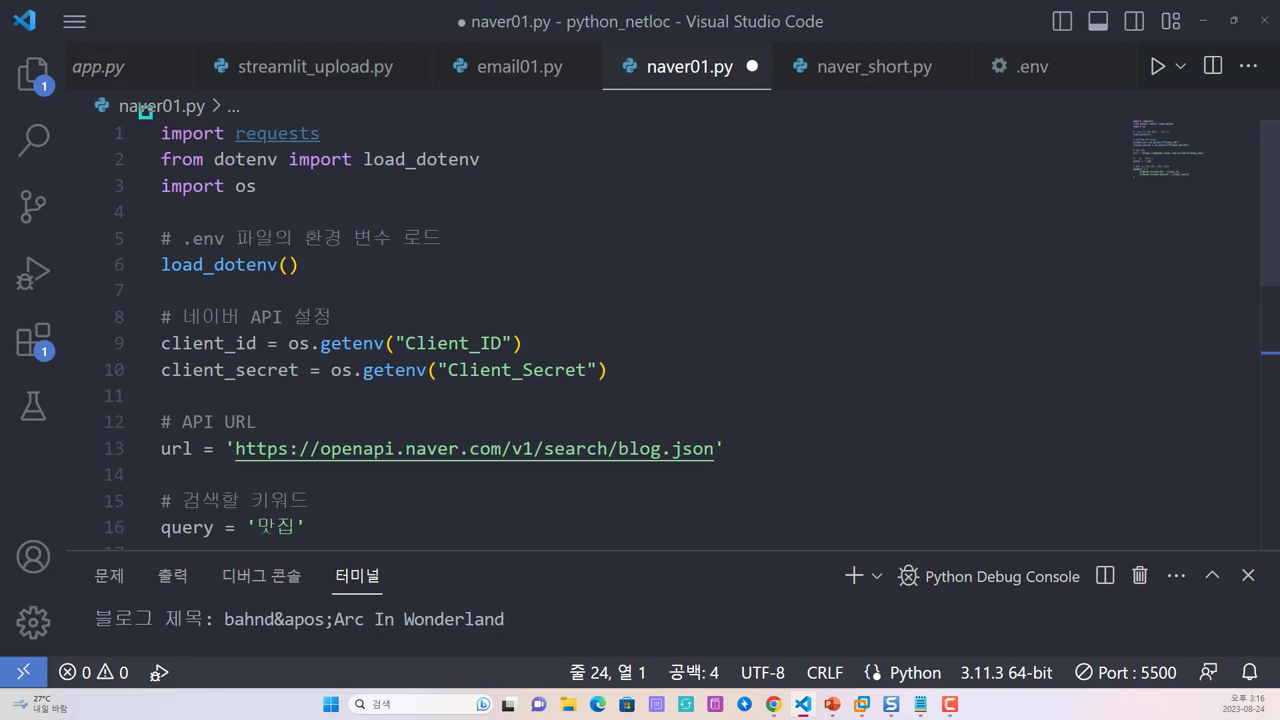 naver01.py - python_netloc - Visual Studio Code
app.py streamlit_upload.py email01.py naver01.py naver_short.py .env
naver01.py > ...
1 import requests
2 from dotenv import load_dotenv
3 import os
4
5 # .env 파일의 환경 변수 로드
6 load_dotenv()
7
8 # 네이버 API 설정
9 client_id = os.getenv("Client_ID")
10 client_secret = os.getenv("Client_Secret")
11
12 # API URL
13 url = 'https://openapi.naver.com/v1/search/blog.json'
14
15 # 검색할 키워드
16 query = '맛집'
문제 출력 디버그 콘솔 터미널 Python Debug Console
블로그 제목: bahnd&apos;Arc In Wonderland
0 0 줄 24, 열 1 공백: 4 UTF-8 CRLF Python 3.11.3 64-bit Port : 5500
27°C
내일 바람
검색
오후 3:16
2023-08-24
1
1